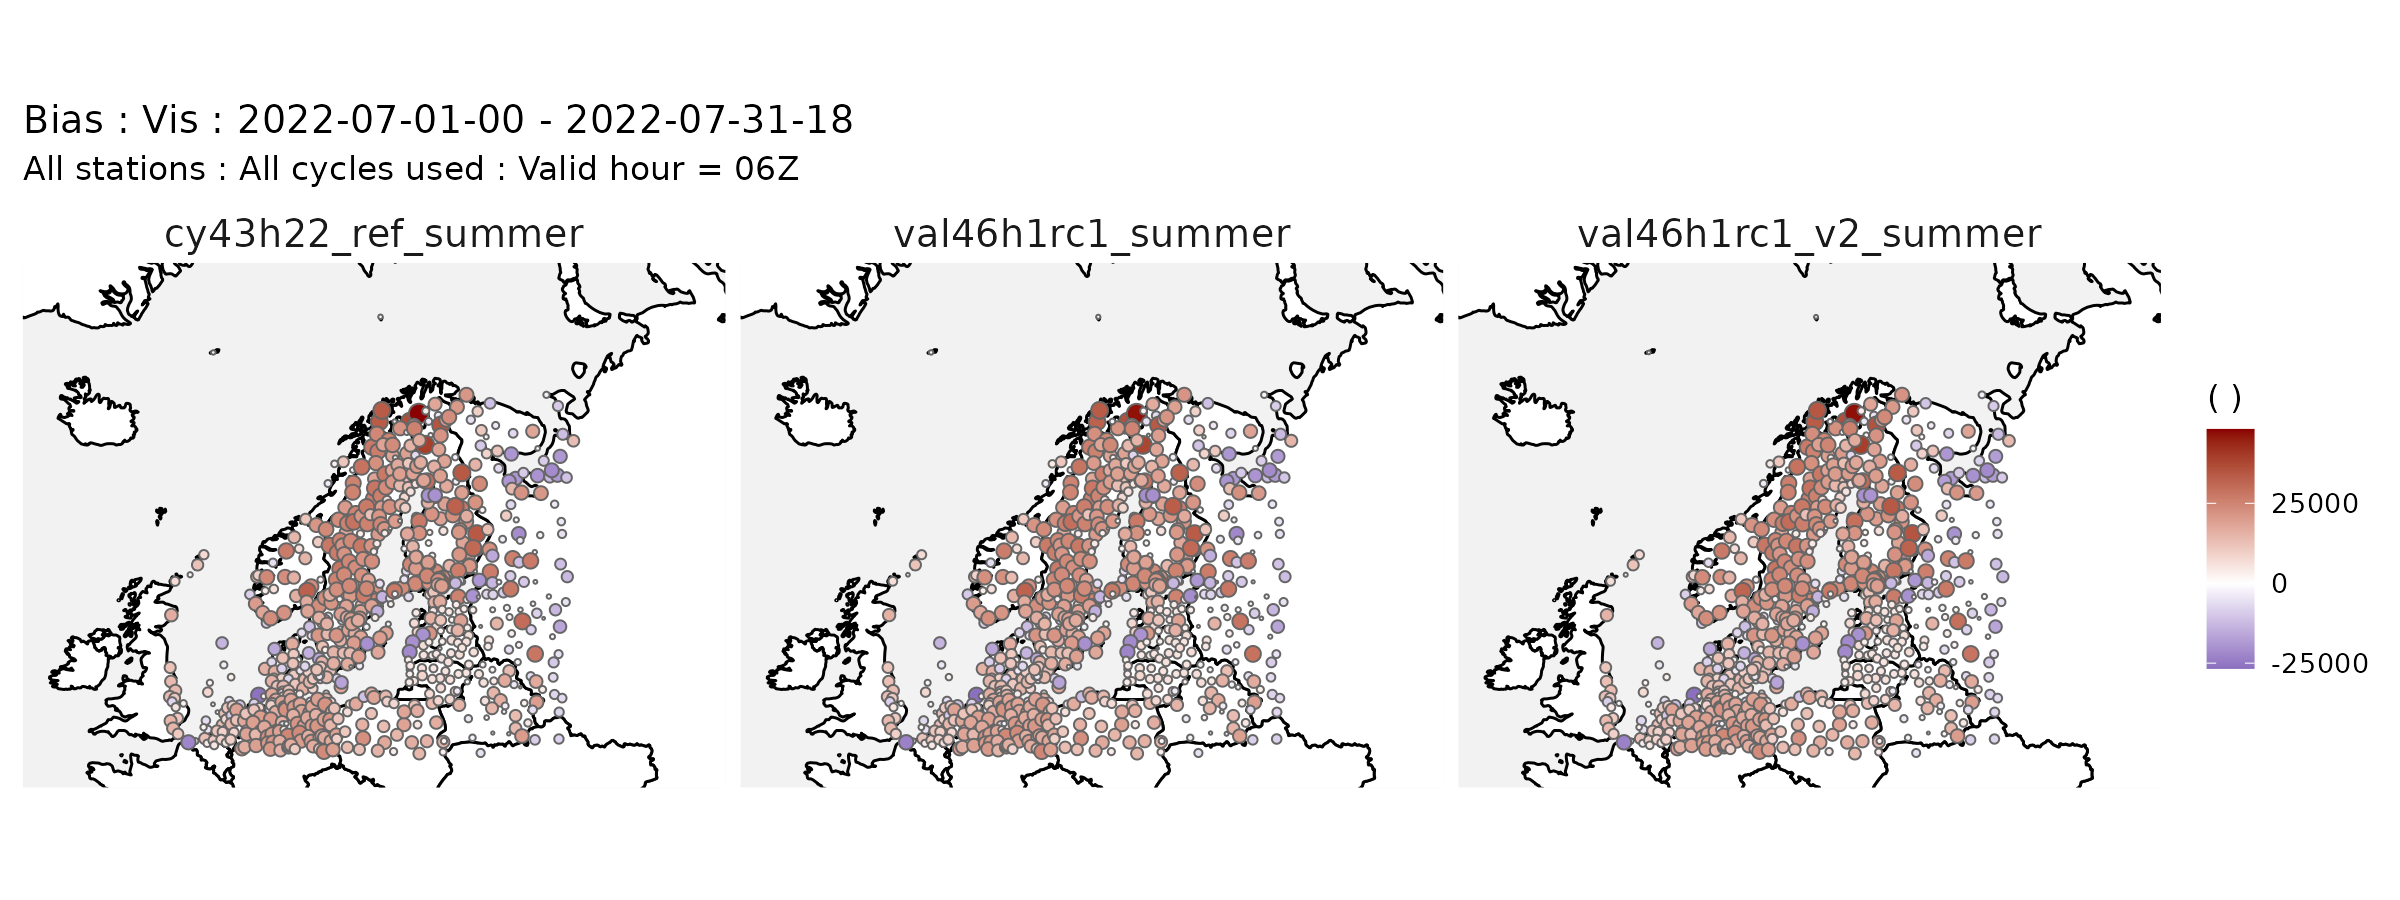 Bias : Vis : 2022-07-01-00 - 2022-07-31-18
All stations : All cycles used : Valid hour = 06Z
cy43h22_ref_summer
val46h1rc1_summer
val46h1rc1_v2_summer
( )
25000
0
-25000